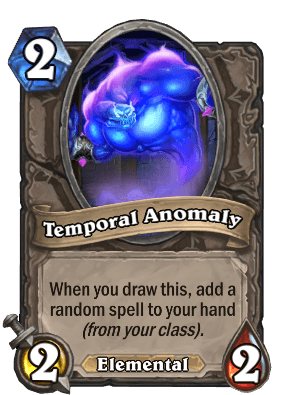 2
Temporal Anomaly
When you draw this, add a
random spell to your hand
(from your class).
2
Elemental
2